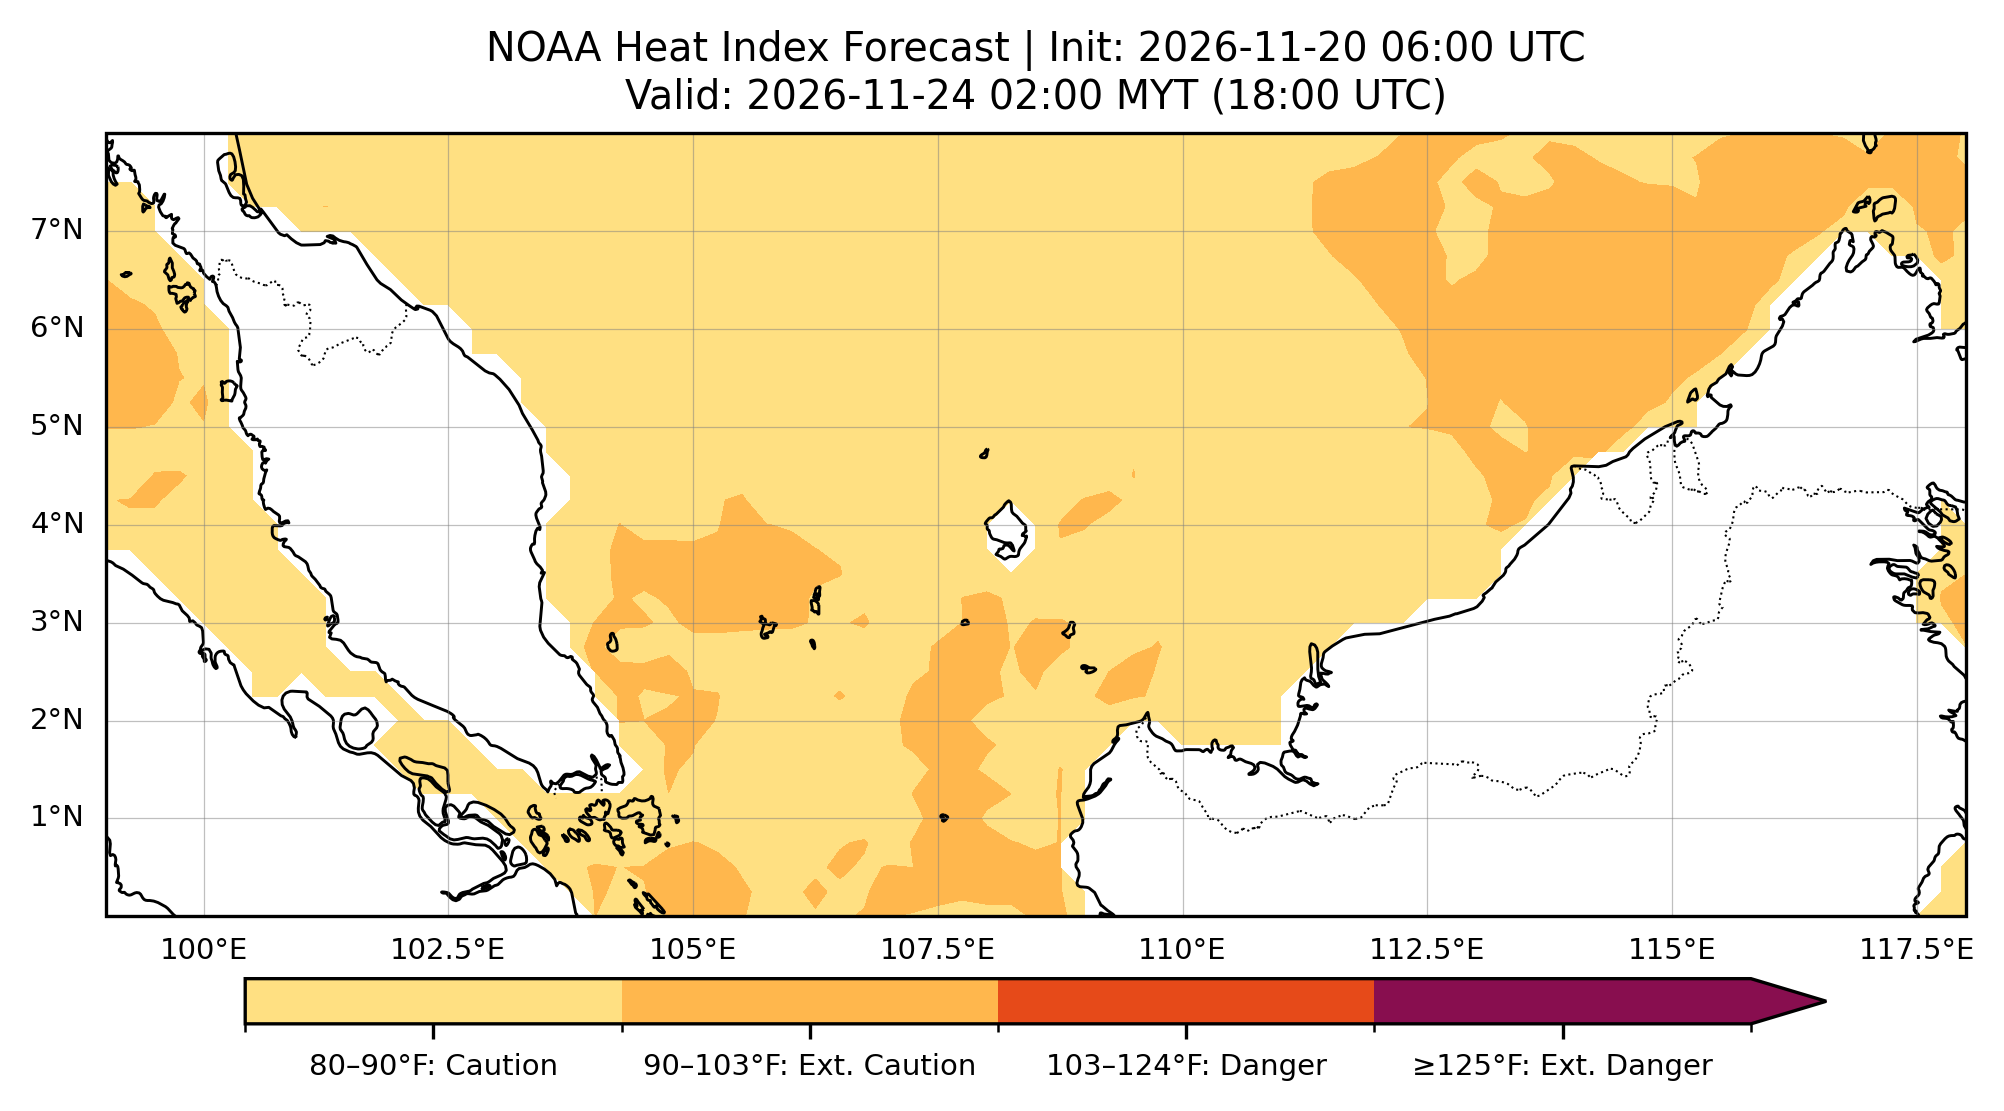 NOAA Heat Index Forecast | Init: 2026-11-20 06:00 UTC
Valid: 2026-11-24 02:00 MYT (18:00 UTC)
7°N
6°N
5°N
4°N
3°N
2°N
1°N
100°E
102.5°E
105°E
107.5°E
110°E
112.5°E
115°E
117.5°E
80–90°F: Caution
90–103°F: Ext. Caution
103–124°F: Danger
≥125°F: Ext. Danger